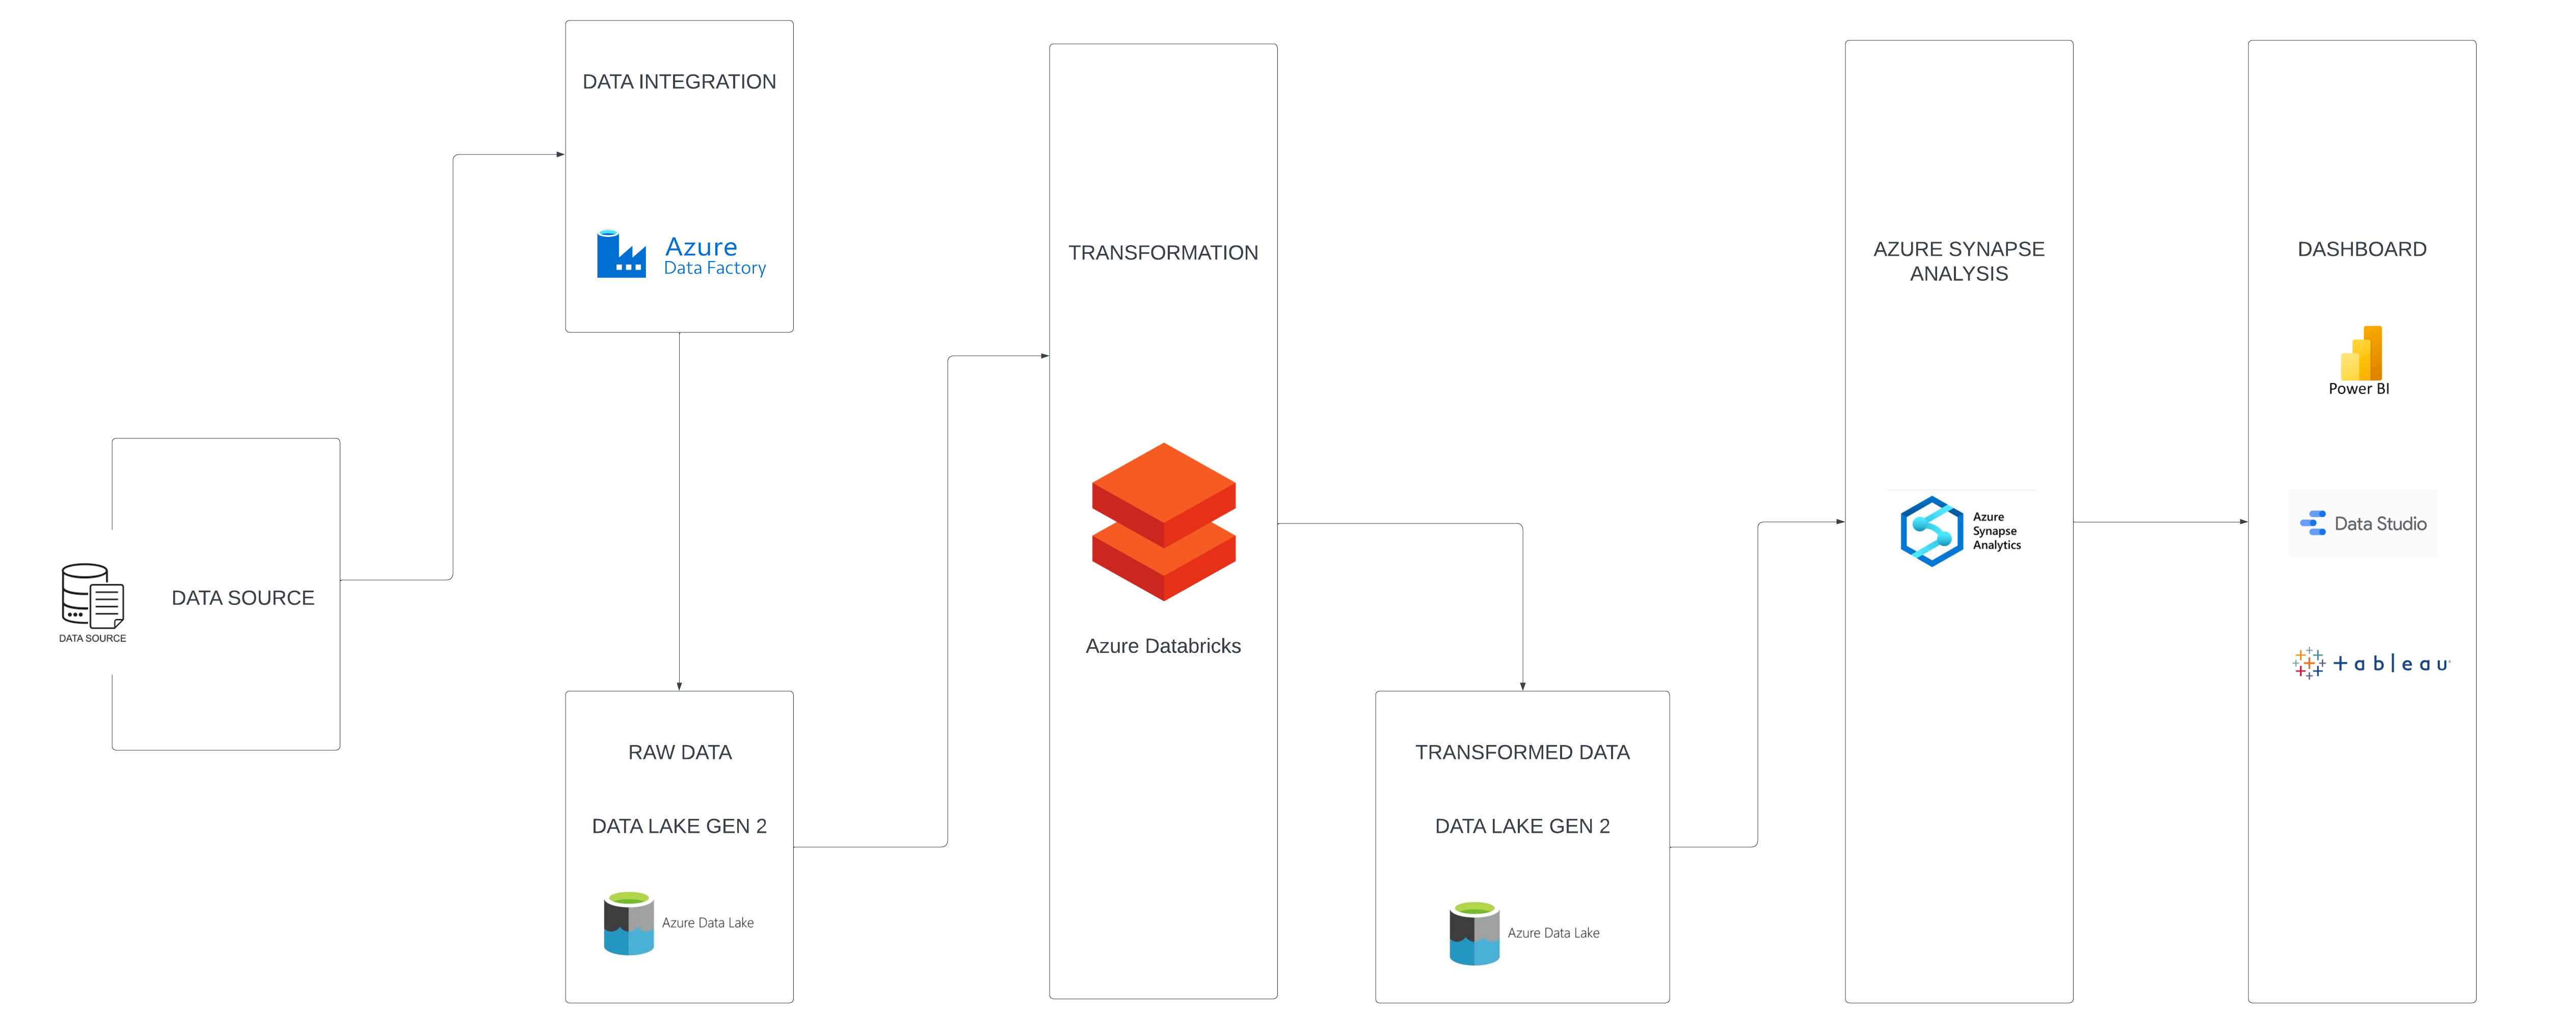 DATA SOURCE
DATA SOURCE
DATA INTEGRATION
Azure
Data Factory
RAW DATA
DATA LAKE GEN 2
Azure Data Lake
TRANSFORMATION
Azure Databricks
TRANSFORMED DATA
DATA LAKE GEN 2
Azure Data Lake
AZURE SYNAPSE
ANALYSIS
Azure
Synapse
Analytics
DASHBOARD
Power BI
Data Studio
+ableau